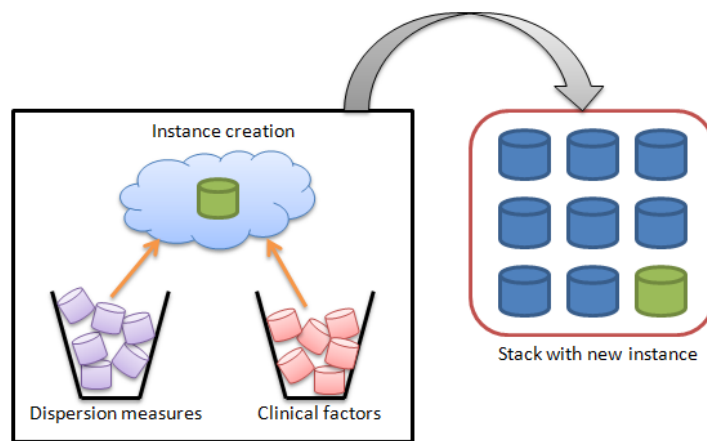 Instance creation
Dispersion measures
Clinical factors
Stack with new instance